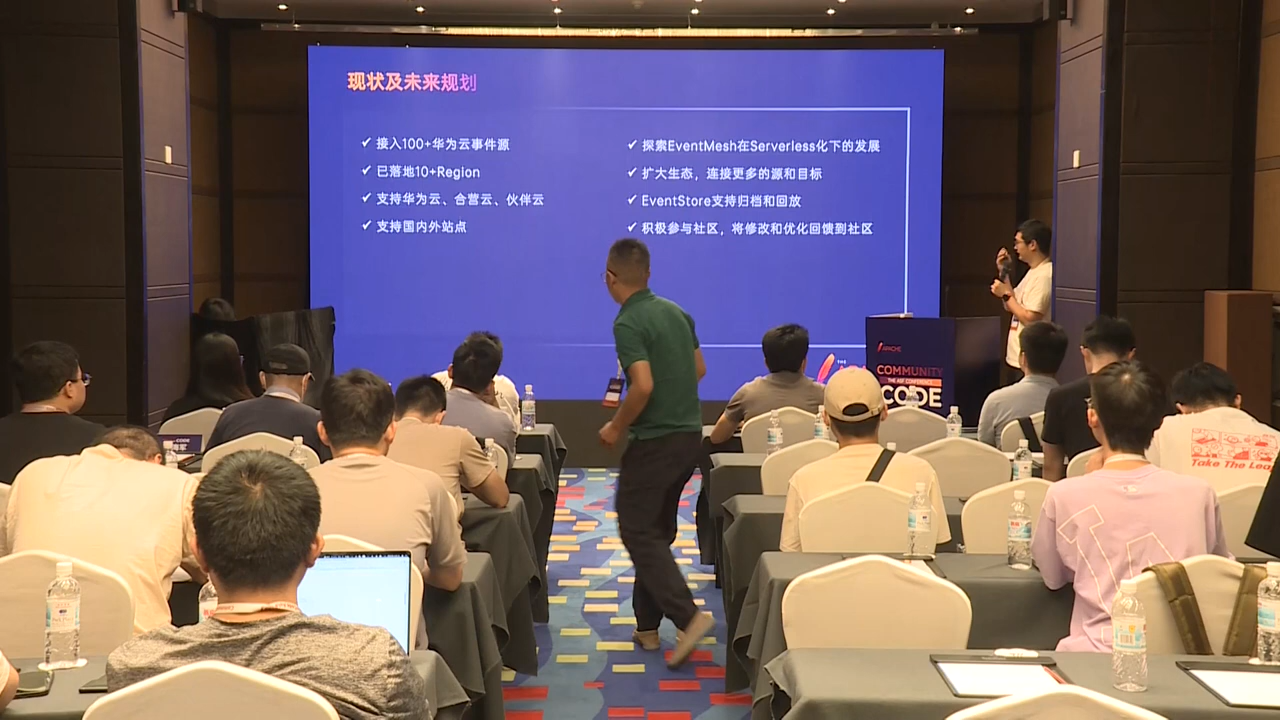 现状及未来规划
✓ 接入100+华为云事件源
✓ 已落地10+Region
✓ 支持华为云、合营云、伙伴云
✓ 支持国内外站点
✓ 探索EventMesh在Serverless化下的发展
✓ 扩大生态，连接更多的源和目标
✓ EventStore支持归档和回放
✓ 积极参与社区，将修改和优化回馈到社区
THE
APACHE
COMMUNITY
THE ASF CONFERENCE
CODE
Take The Lea